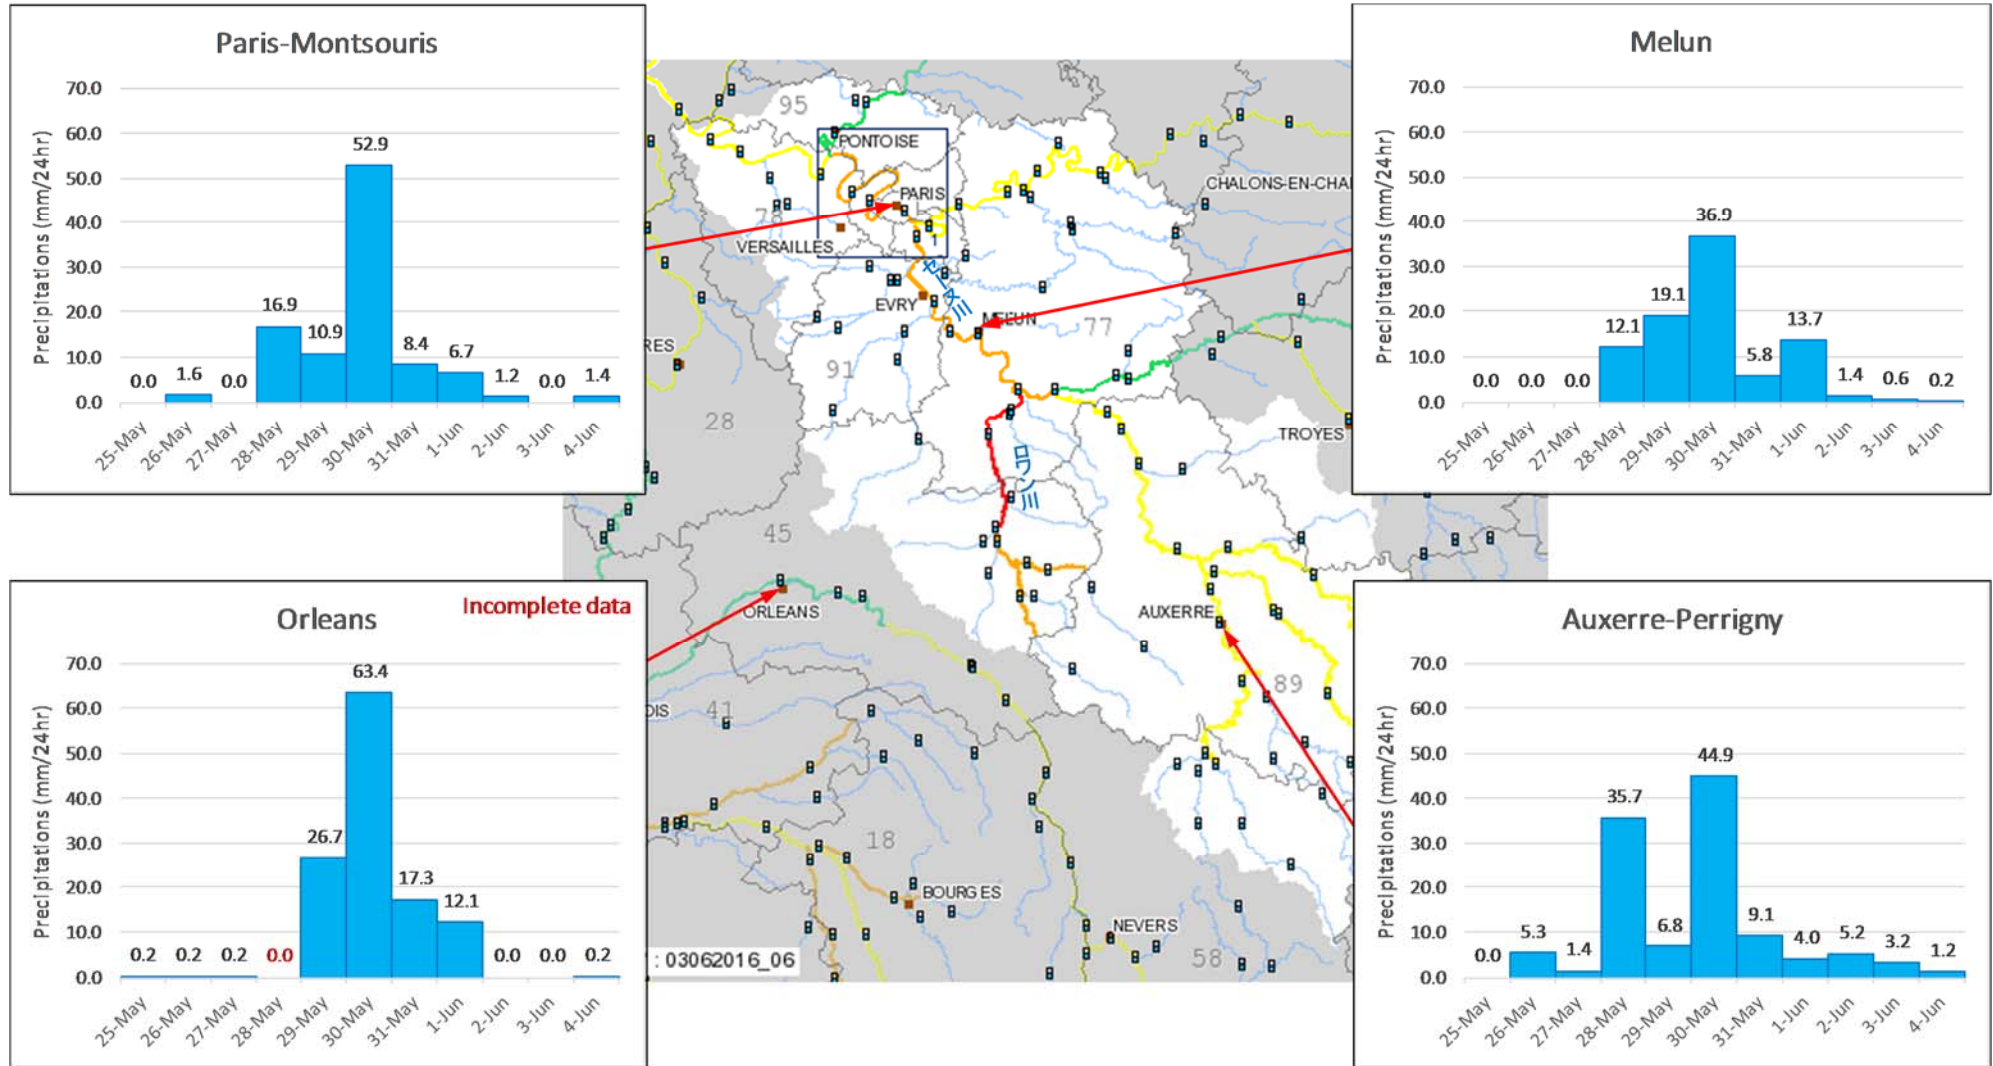 Paris-Montsouris
Precipitations (mm/24hr)
70.0
60.0
50.0
40.0
30.0
20.0
10.0
0.0
0.0
1.6
0.0
16.9
10.9
52.9
8.4
6.7
1.2
0.0
1.4
25-May
26-May
27-May
28-May
29-May
30-May
31-May
1-Jun
2-Jun
3-Jun
4-Jun
Melun
Precipitations (mm/24hr)
70.0
60.0
50.0
40.0
30.0
20.0
10.0
0.0
0.0
0.0
0.0
12.1
19.1
36.9
5.8
13.7
1.4
0.6
0.2
25-May
26-May
27-May
28-May
29-May
30-May
31-May
1-Jun
2-Jun
3-Jun
4-Jun
95
PONTOISE
PARIS
CHALONS-EN-CHA
78
VERSAILLES
1
セーヌ川
EVRY
MELUN
77
RES
91
28
TROYES
ロワン川
45
ORLEANS
AUXERRE
89
OIS
41
18
BOURGES
NEVERS
58
: 03062016_06
Orleans
Incomplete data
Precipitations (mm/24hr)
70.0
60.0
50.0
40.0
30.0
20.0
10.0
0.0
0.2
0.2
0.2
0.0
26.7
63.4
17.3
12.1
0.0
0.0
0.2
25-May
26-May
27-May
28-May
29-May
30-May
31-May
1-Jun
2-Jun
3-Jun
4-Jun
Auxerre-Perrigny
Precipitations (mm/24hr)
70.0
60.0
50.0
40.0
30.0
20.0
10.0
0.0
0.0
5.3
1.4
35.7
6.8
44.9
9.1
4.0
5.2
3.2
1.2
25-May
26-May
27-May
28-May
29-May
30-May
31-May
1-Jun
2-Jun
3-Jun
4-Jun